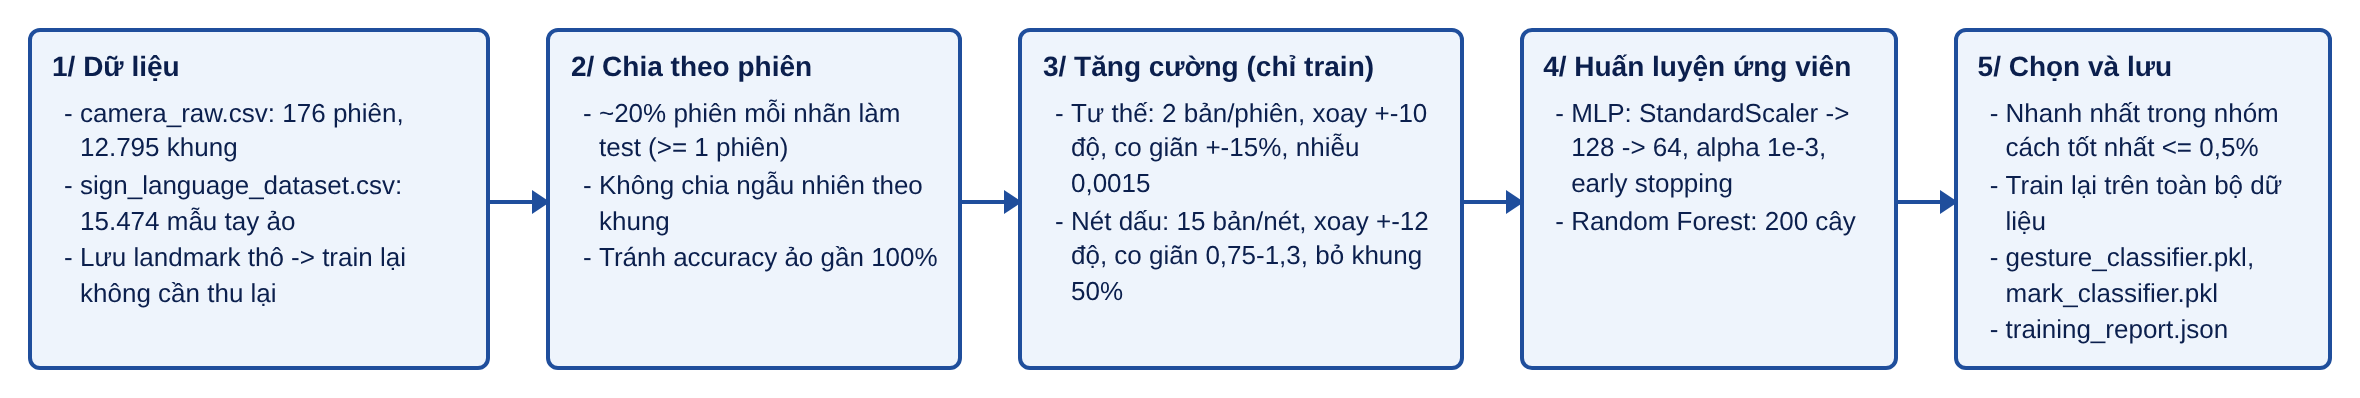 1/ Dữ liệu
- camera_raw.csv: 176 phiên,
12.795 khung
- sign_language_dataset.csv:
15.474 mẫu tay ảo
- Lưu landmark thô -> train lại
không cần thu lại
2/ Chia theo phiên
- ~20% phiên mỗi nhãn làm
test (>= 1 phiên)
- Không chia ngẫu nhiên theo
khung
- Tránh accuracy ảo gần 100%
3/ Tăng cường (chỉ train)
- Tư thế: 2 bản/phiên, xoay +-10
độ, co giãn +-15%, nhiễu
0,0015
- Nét dấu: 15 bản/nét, xoay +-12
độ, co giãn 0,75-1,3, bỏ khung
50%
4/ Huấn luyện ứng viên
- MLP: StandardScaler ->
128 -> 64, alpha 1e-3,
early stopping
- Random Forest: 200 cây
5/ Chọn và lưu
- Nhanh nhất trong nhóm
cách tốt nhất <= 0,5%
- Train lại trên toàn bộ dữ
liệu
- gesture_classifier.pkl,
mark_classifier.pkl
- training_report.json